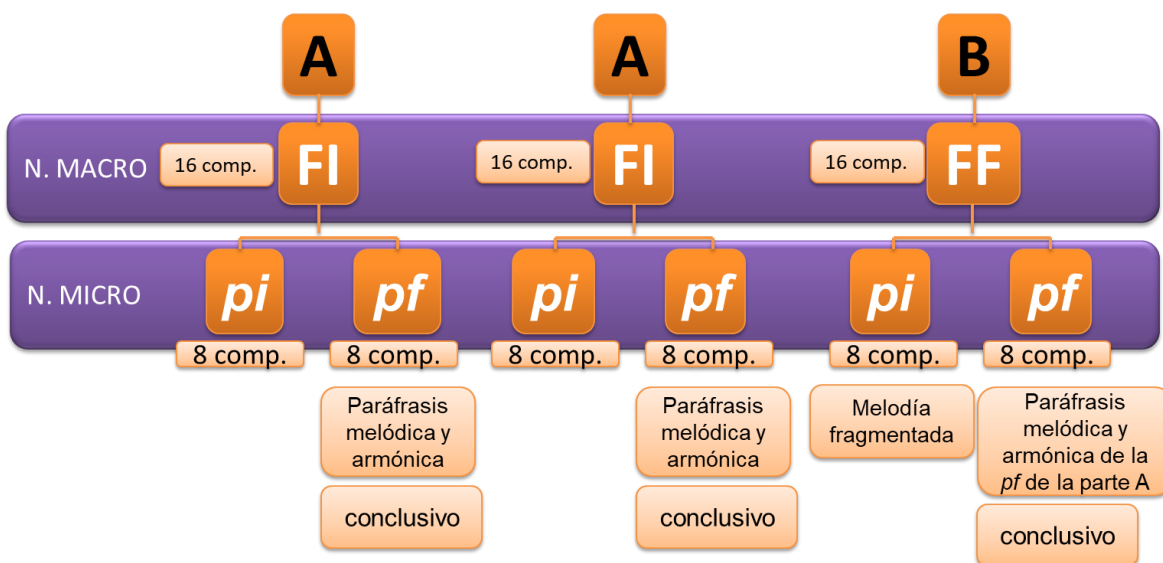 A
A
B
N. MACRO
16 comp.
FI
16 comp.
FI
16 comp.
FF
N. MICRO
pi
pf
pi
pf
pi
pf
8 comp.
8 comp.
8 comp.
8 comp.
8 comp.
8 comp.
Paráfrasis
melódica y
armónica
conclusivo
Paráfrasis
melódica y
armónica
conclusivo
Melodía
fragmentada
Paráfrasis
melódica y
armónica de la
pf de la parte A
conclusivo